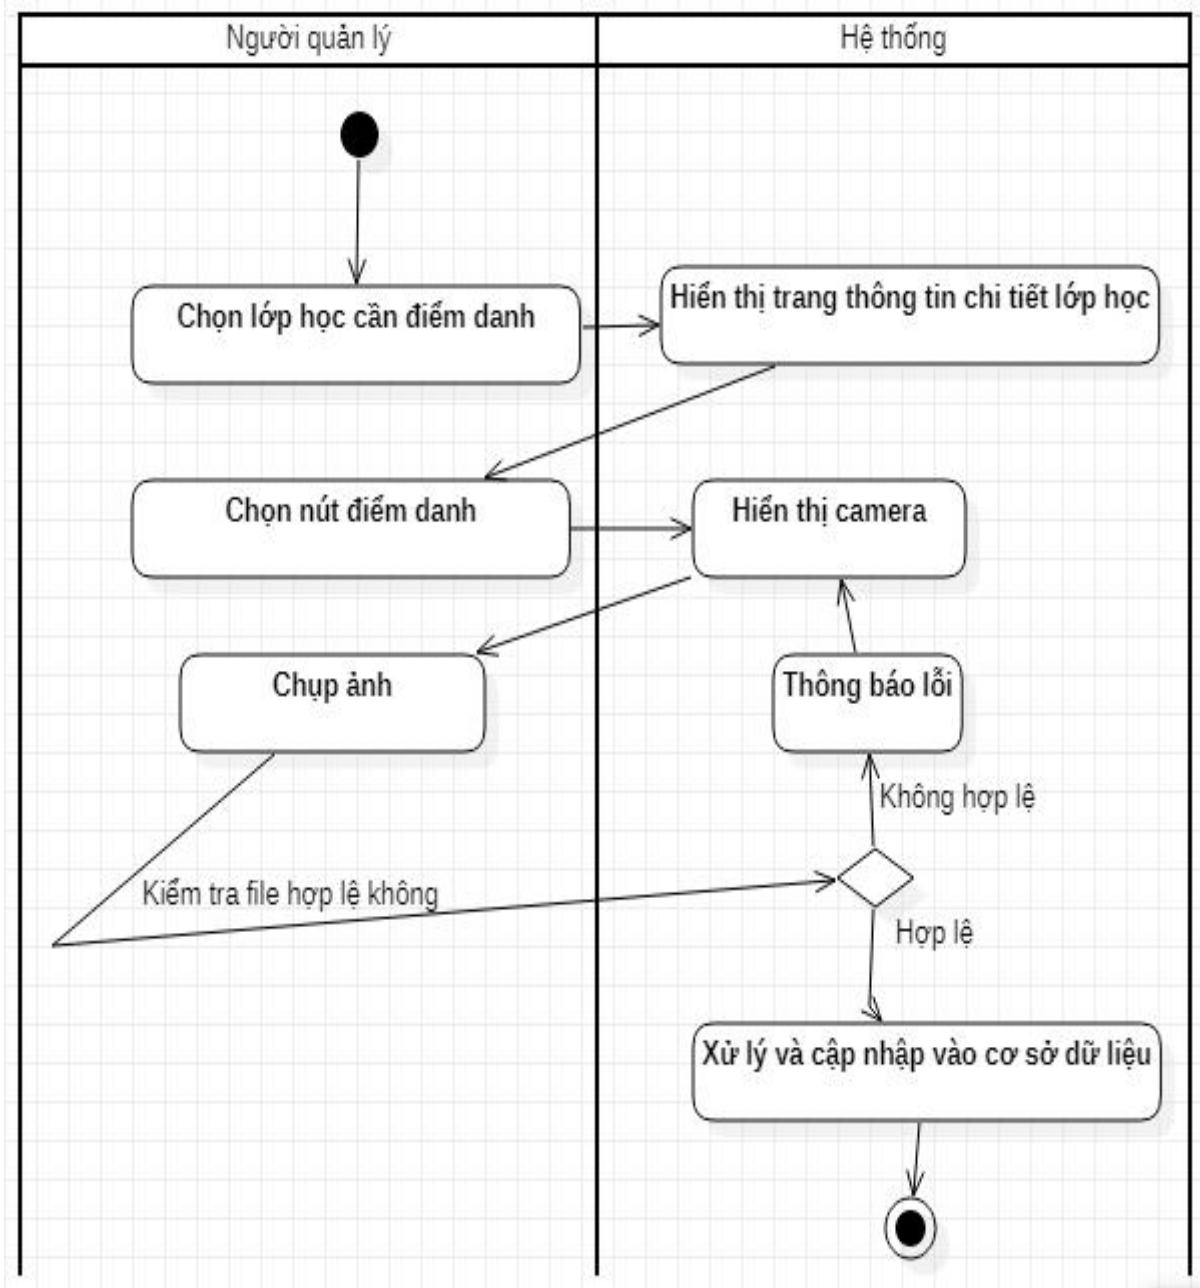 Người quản lý
Hệ thống
Chọn lớp học cần điểm danh
Hiển thị trang thông tin chi tiết lớp học
Chọn nút điểm danh
Hiển thị camera
Chụp ảnh
Thông báo lỗi
Không hợp lệ
Kiểm tra file hợp lệ không
Hợp lệ
Xử lý và cập nhập vào cơ sở dữ liệu